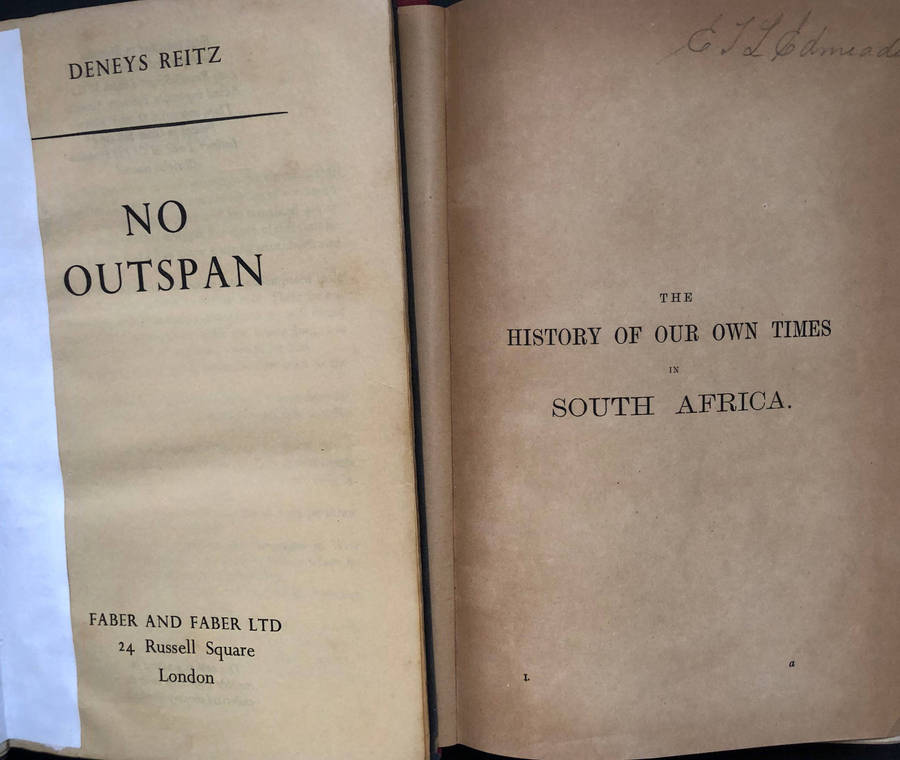 DENEYS REITZ
NO
OUTSPAN
FABER AND FABER LTD
24 Russell Square
London
E T L Edmeade
THE
HISTORY OF OUR OWN TIMES
IN
SOUTH AFRICA.
I. a